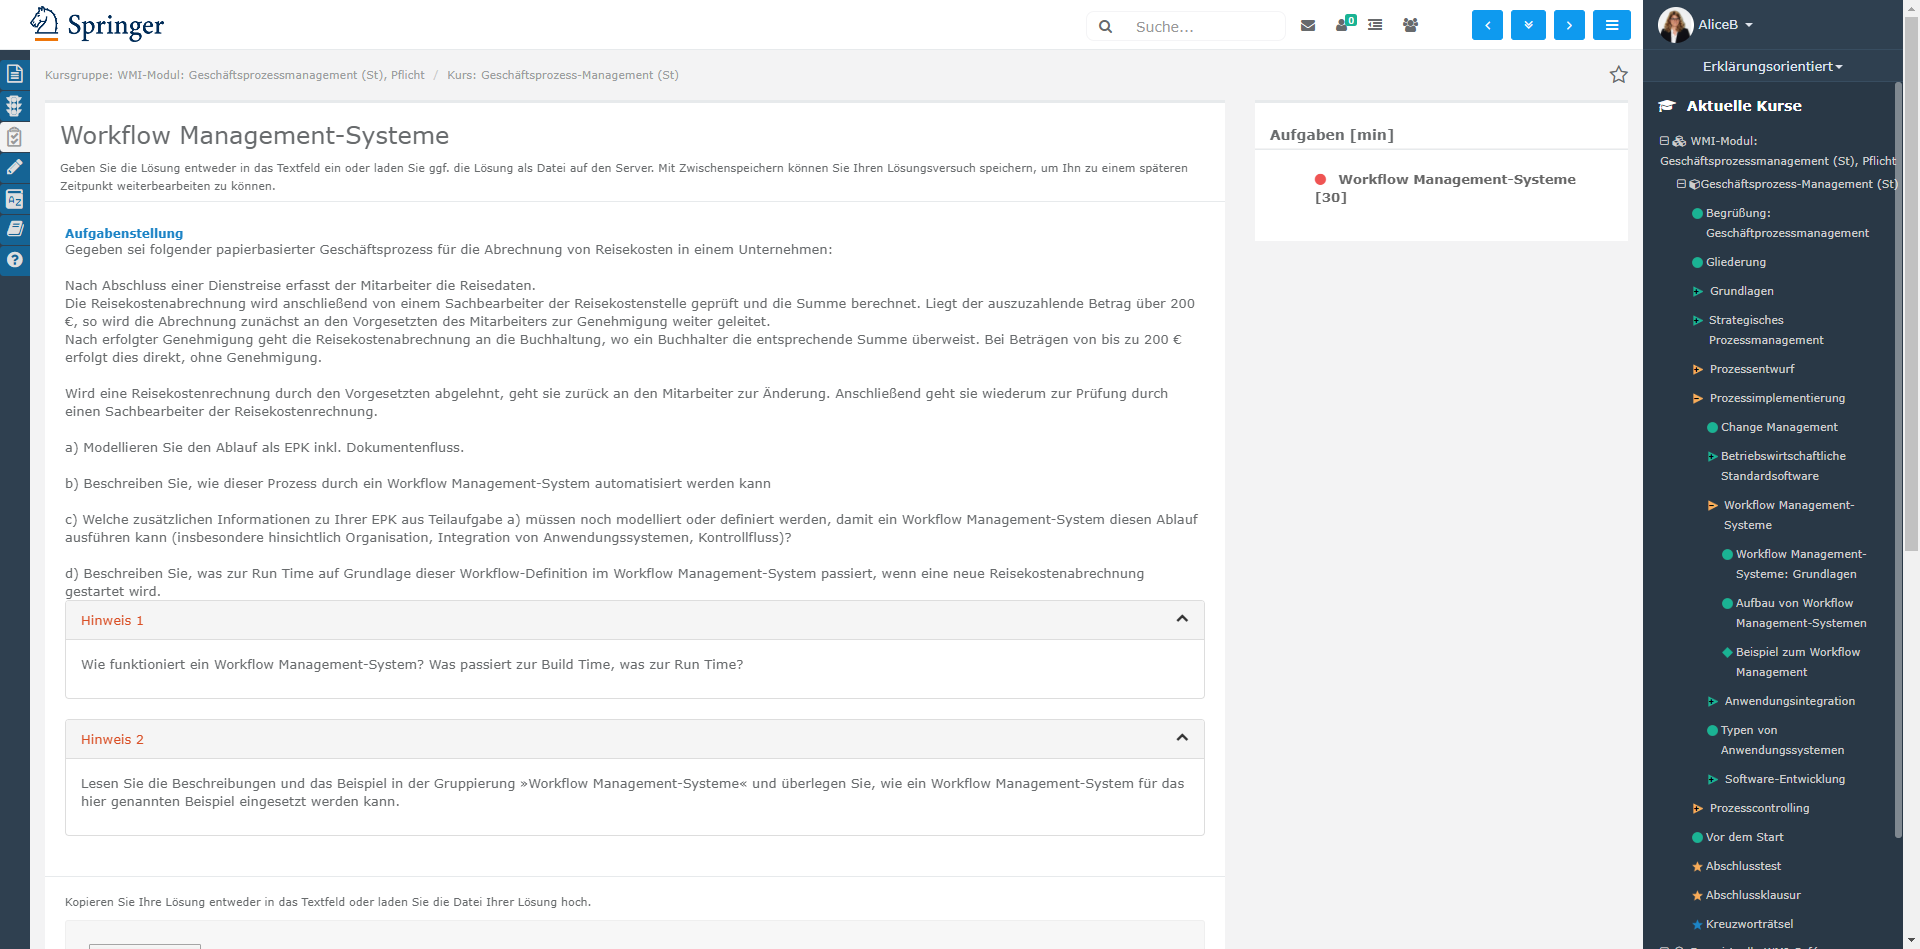 Springer
Suche...
0
AliceB
Kursgruppe: WMI-Modul: Geschäftsprozessmanagement (St), Pflicht / Kurs: Geschäftsprozess-Management (St)
Workflow Management-Systeme
Geben Sie die Lösung entweder in das Textfeld ein oder laden Sie ggf. die Lösung als Datei auf den Server. Mit Zwischenspeichern können Sie Ihren Lösungsversuch speichern, um Ihn zu einem späteren
Zeitpunkt weiterbearbeiten zu können.
Aufgabenstellung
Gegeben sei folgender papierbasierter Geschäftsprozess für die Abrechnung von Reisekosten in einem Unternehmen:
Nach Abschluss einer Dienstreise erfasst der Mitarbeiter die Reisedaten.
Die Reisekostenabrechnung wird anschließend von einem Sachbearbeiter der Reisekostenstelle geprüft und die Summe berechnet. Liegt der auszuzahlende Betrag über 200
€, so wird die Abrechnung zunächst an den Vorgesetzten des Mitarbeiters zur Genehmigung weiter geleitet.
Nach erfolgter Genehmigung geht die Reisekostenabrechnung an die Buchhaltung, wo ein Buchhalter die entsprechende Summe überweist. Bei Beträgen von bis zu 200 €
erfolgt dies direkt, ohne Genehmigung.
Wird eine Reisekostenrechnung durch den Vorgesetzten abgelehnt, geht sie zurück an den Mitarbeiter zur Änderung. Anschließend geht sie wiederum zur Prüfung durch
einen Sachbearbeiter der Reisekostenrechnung.
a) Modellieren Sie den Ablauf als EPK inkl. Dokumentenfluss.
b) Beschreiben Sie, wie dieser Prozess durch ein Workflow Management-System automatisiert werden kann
c) Welche zusätzlichen Informationen zu Ihrer EPK aus Teilaufgabe a) müssen noch modelliert oder definiert werden, damit ein Workflow Management-System diesen Ablauf
ausführen kann (insbesondere hinsichtlich Organisation, Integration von Anwendungssystemen, Kontrollfluss)?
d) Beschreiben Sie, was zur Run Time auf Grundlage dieser Workflow-Definition im Workflow Management-System passiert, wenn eine neue Reisekostenabrechnung
gestartet wird.
Hinweis 1
Wie funktioniert ein Workflow Management-System? Was passiert zur Build Time, was zur Run Time?
Hinweis 2
Lesen Sie die Beschreibungen und das Beispiel in der Gruppierung »Workflow Management-Systeme« und überlegen Sie, wie ein Workflow Management-System für das
hier genannten Beispiel eingesetzt werden kann.
Kopieren Sie Ihre Lösung entweder in das Textfeld oder laden Sie die Datei Ihrer Lösung hoch.
Aufgaben [min]
Workflow Management-Systeme
[30]
Erklärungsorientiert
Aktuelle Kurse
WMI-Modul:
Geschäftsprozessmanagement (St), Pflicht
Geschäftsprozess-Management (St)
Begrüßung:
Geschäftprozessmanagement
Gliederung
Grundlagen
Strategisches
Prozessmanagement
Prozessentwurf
Prozessimplementierung
Change Management
Betriebswirtschaftliche
Standardsoftware
Workflow Management-
Systeme
Workflow Management-
Systeme: Grundlagen
Aufbau von Workflow
Management-Systemen
Beispiel zum Workflow
Management
Anwendungsintegration
Typen von
Anwendungssystemen
Software-Entwicklung
Prozesscontrolling
Vor dem Start
Abschlusstest
Abschlussklausur
Kreuzworträtsel